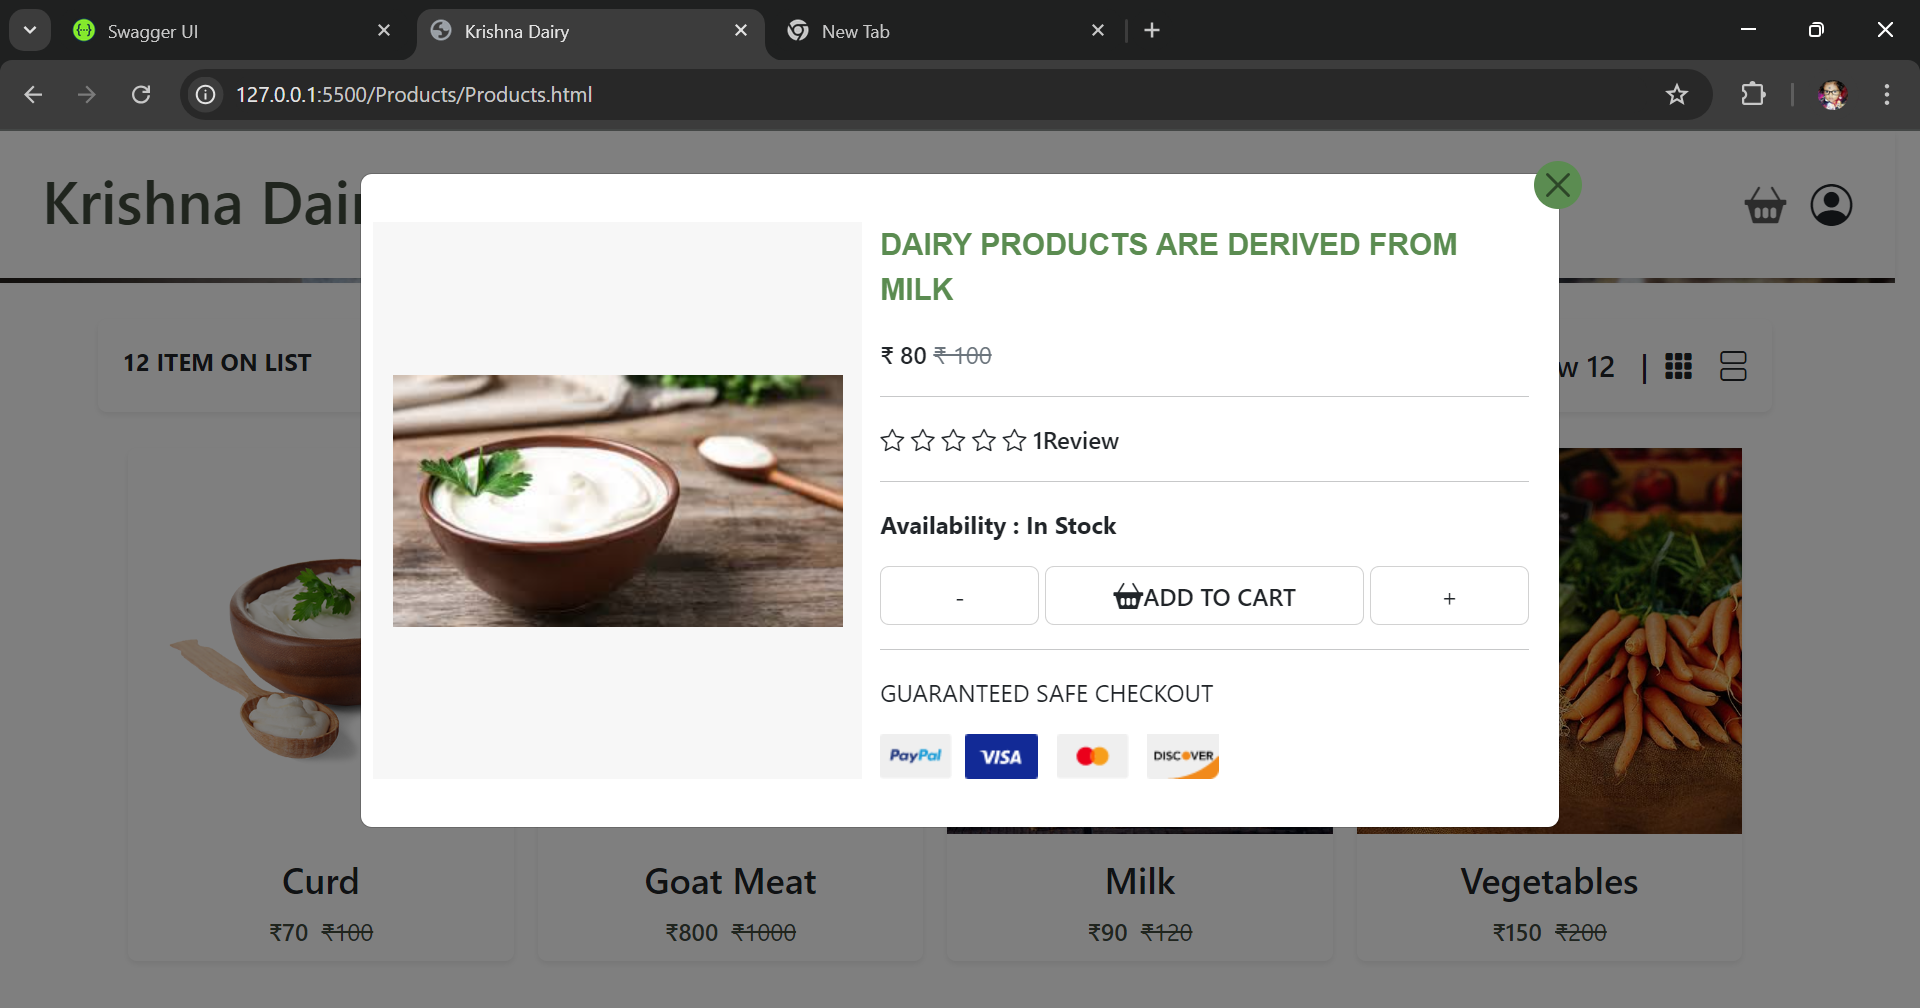 Swagger UI
Krishna Dairy
New Tab
127.0.0.1:5500/Products/Products.html
Krishna Dair
12 ITEM ON LIST
w 12 |
DAIRY PRODUCTS ARE DERIVED FROM
MILK
₹ 80 ₹ 100
1Review
Availability : In Stock
-
ADD TO CART
+
GUARANTEED SAFE CHECKOUT
PayPal
VISA
DISCOVER
Curd
₹70 ₹100
Goat Meat
₹800 ₹1000
Milk
₹90 ₹120
Vegetables
₹150 ₹200